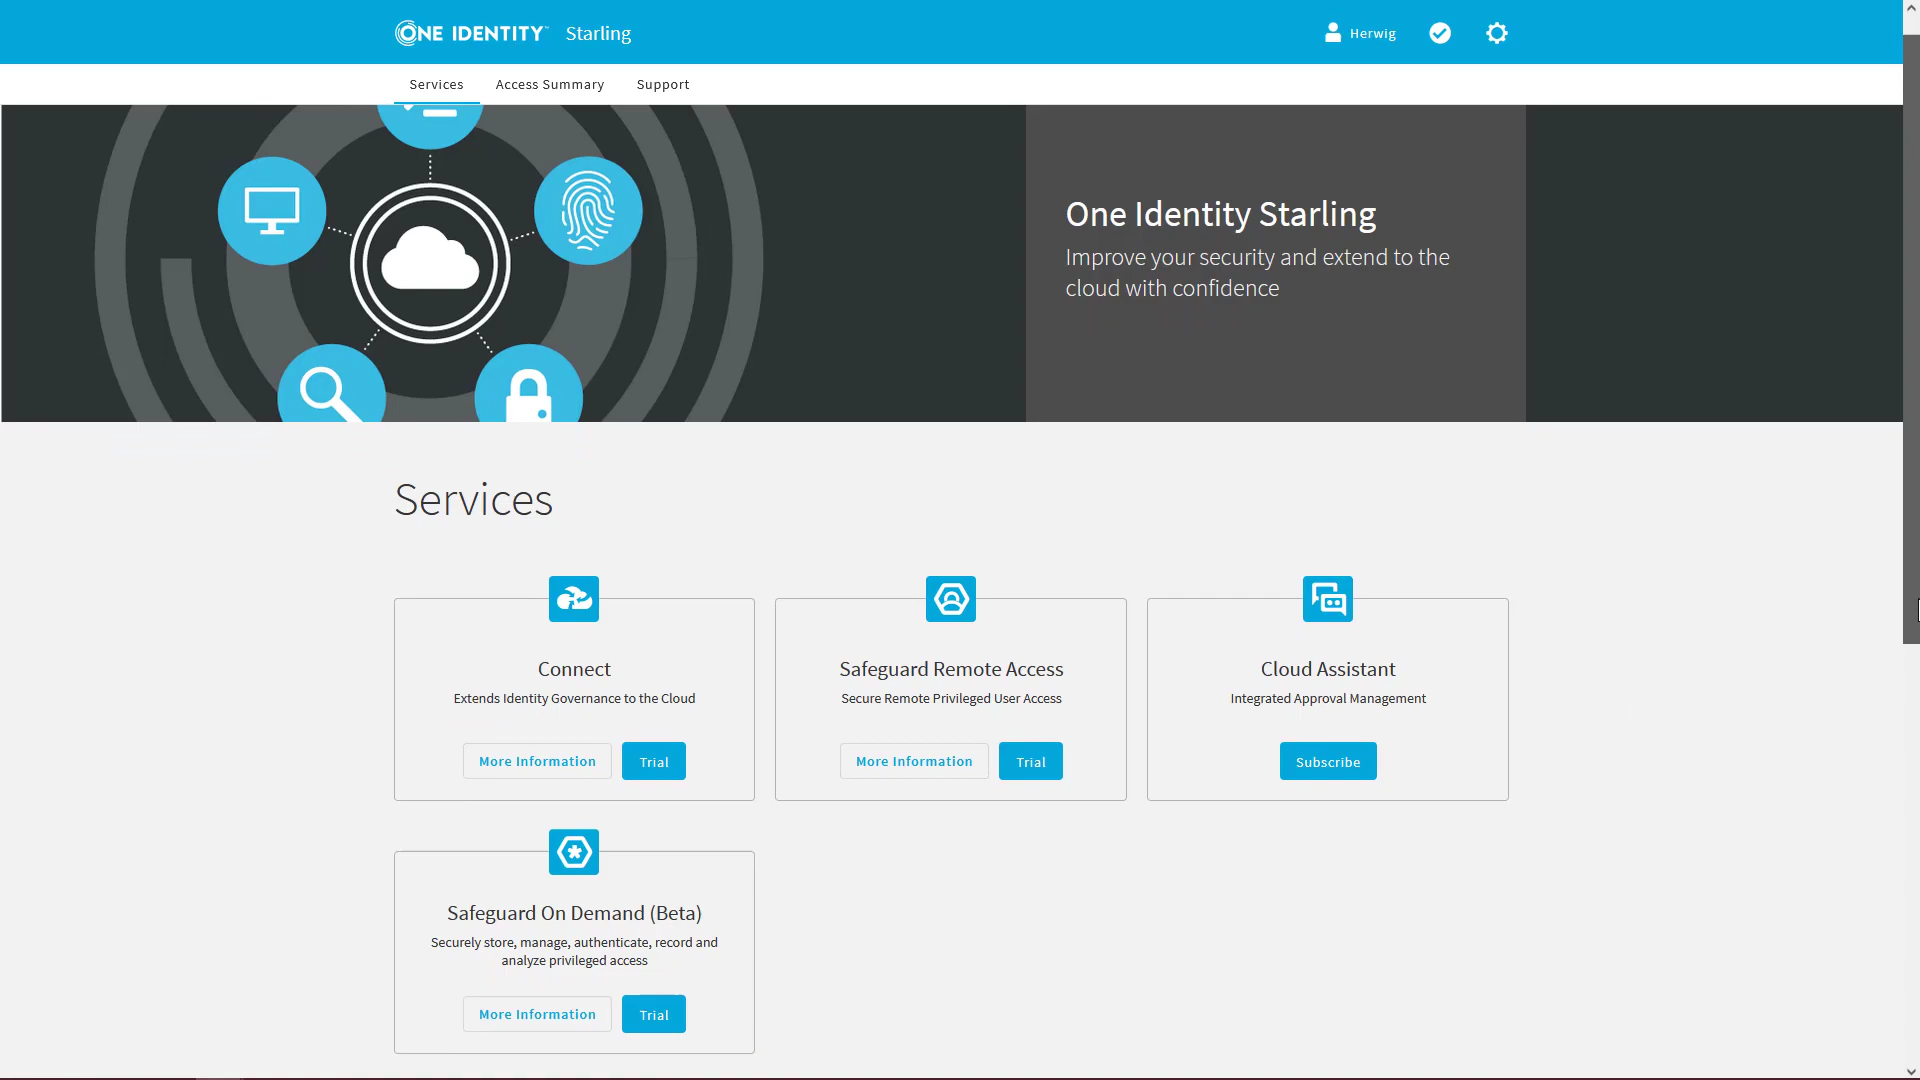 ONE IDENTITY™ Starling
Herwig
Services Access Summary Support
One Identity Starling
Improve your security and extend to the
cloud with confidence
Services
Connect
Extends Identity Governance to the Cloud
More Information Trial
Safeguard Remote Access
Secure Remote Privileged User Access
More Information Trial
Cloud Assistant
Integrated Approval Management
Subscribe
Safeguard On Demand (Beta)
Securely store, manage, authenticate, record and
analyze privileged access
More Information Trial